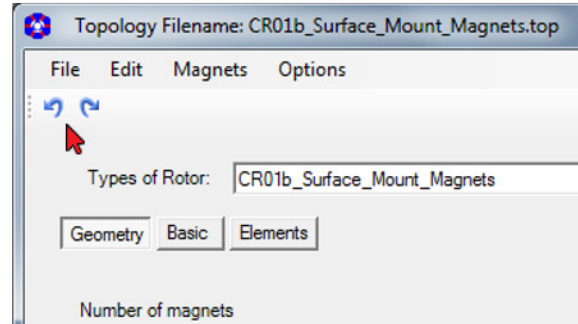 Topology Filename: CR01b_Surface_Mount_Magnets.top
File Edit Magnets Options
Types of Rotor: CR01b_Surface_Mount_Magnets
Geometry Basic Elements
Number of magnets